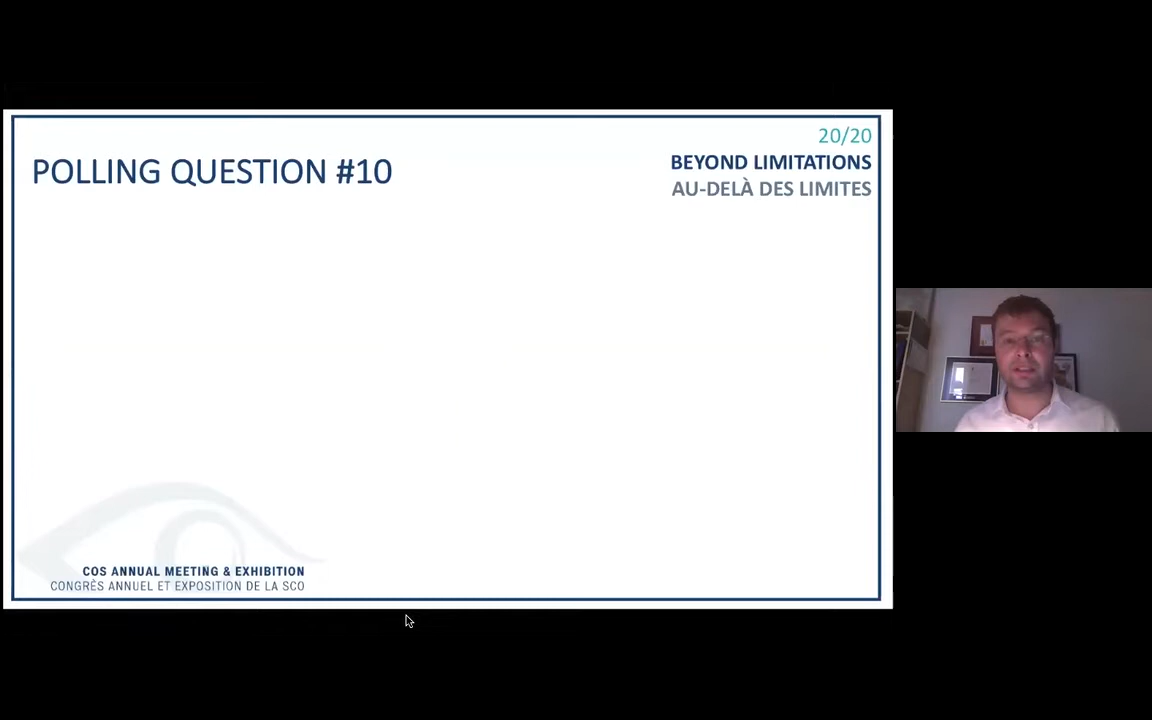 20/20
POLLING QUESTION #10
BEYOND LIMITATIONS
AU-DELÀ DES LIMITES
COS ANNUAL MEETING & EXHIBITION
CONGRÈS ANNUEL ET EXPOSITION DE LA SCO